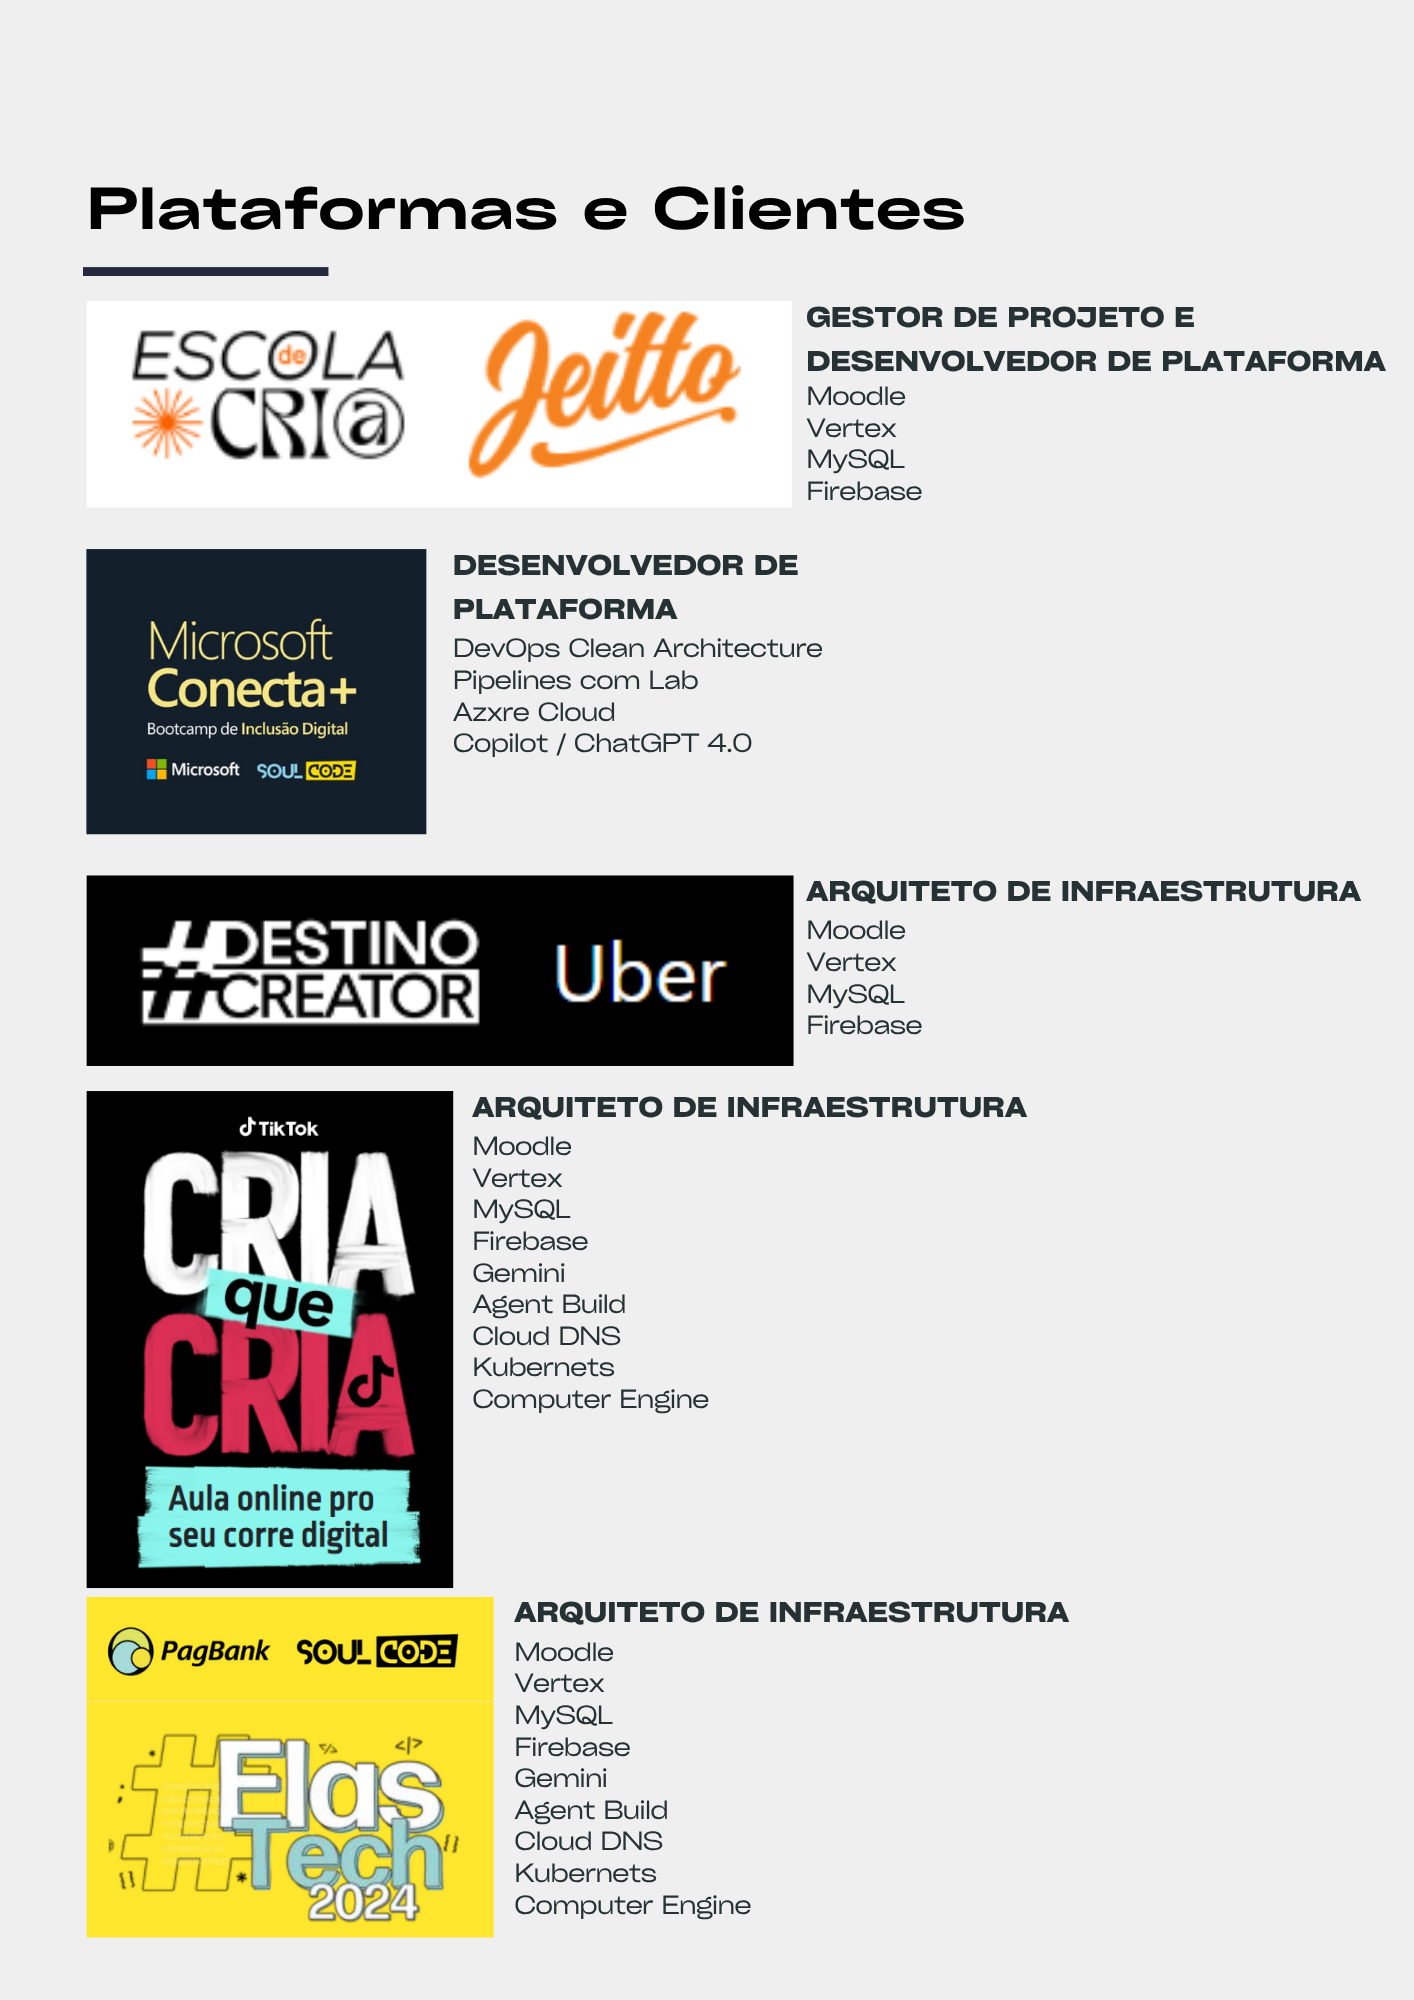 Plataformas e Clientes
ESCOLA
de
CRI@
Jeitto
GESTOR DE PROJETO E
DESENVOLVEDOR DE PLATAFORMA
Moodle
Vertex
MySQL
Firebase
Microsoft
Conecta+
Bootcamp de Inclusão Digital
Microsoft SOUL CODE
DESENVOLVEDOR DE
PLATAFORMA
DevOps Clean Architecture
Pipelines com Lab
Azxre Cloud
Copilot / ChatGPT 4.0
#DESTINO
CREATOR
Uber
ARQUITETO DE INFRAESTRUTURA
Moodle
Vertex
MySQL
Firebase
TikTok
CRIA
que
CRIA
Aula online pro
seu corre digital
ARQUITETO DE INFRAESTRUTURA
Moodle
Vertex
MySQL
Firebase
Gemini
Agent Build
Cloud DNS
Kubernets
Computer Engine
PagBank SOUL CODE
</>
#Elas
Tech
2024
ARQUITETO DE INFRAESTRUTURA
Moodle
Vertex
MySQL
Firebase
Gemini
Agent Build
Cloud DNS
Kubernets
Computer Engine